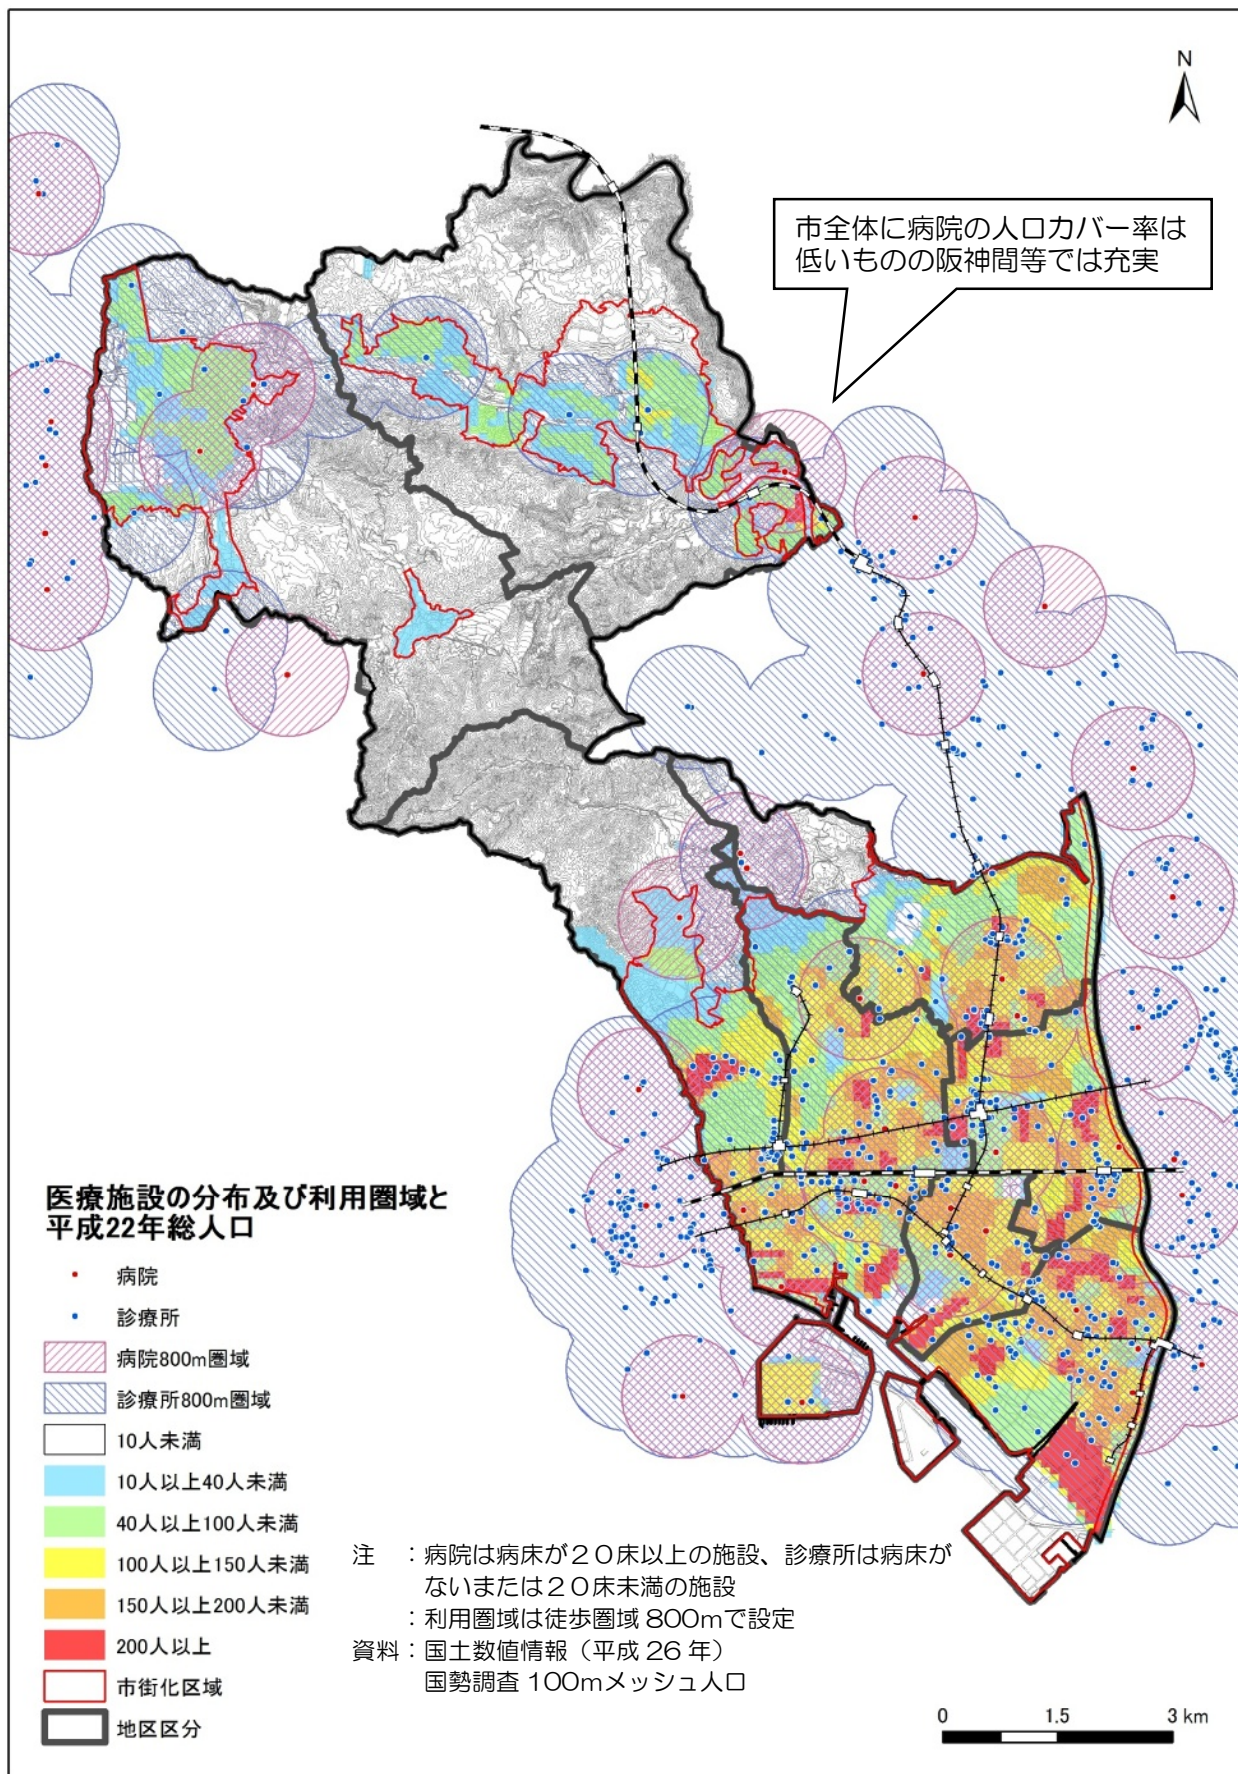 N
市全体に病院の人口カバー率は
低いものの阪神間等では充実
医療施設の分布及び利用圏域と
平成22年総人口
病院
診療所
病院800m圏域
診療所800m圏域
10人未満
10人以上40人未満
40人以上100人未満
100人以上150人未満
150人以上200人未満
200人以上
市街化区域
地区区分
注　：病院は病床が２０床以上の施設、診療所は病床が
ないまたは２０床未満の施設
：利用圏域は徒歩圏域 800mで設定
資料：国土数値情報（平成 26 年）
国勢調査 100mメッシュ人口
0 1.5 3 km